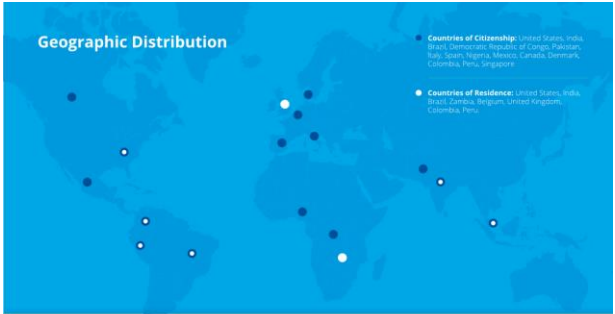 Geographic Distribution
Countries of Citizenship: United States, India,
Brazil, Democratic Republic of Congo, Pakistan,
Italy, Spain, Nigeria, Mexico, Canada, Denmark,
Colombia, Peru, Singapore
Countries of Residence: United States, India,
Brazil, Zambia, Belgium, United Kingdom,
Colombia, Peru